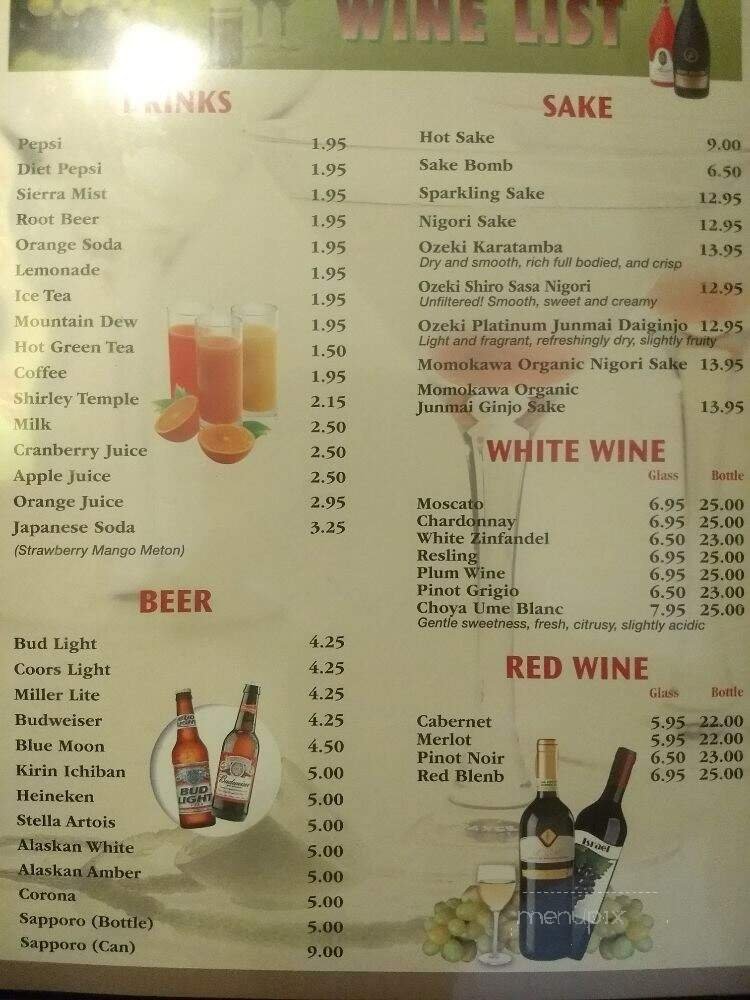 WINE LIST
DRINKS
Pepsi 1.95
Diet Pepsi 1.95
Sierra Mist 1.95
Root Beer 1.95
Orange Soda 1.95
Lemonade 1.95
Ice Tea 1.95
Mountain Dew 1.95
Hot Green Tea 1.50
Coffee 1.95
Shirley Temple 2.15
Milk 2.50
Cranberry Juice 2.50
Apple Juice 2.50
Orange Juice 2.95
Japanese Soda 3.25
(Strawberry Mango Meton)
BEER
Bud Light 4.25
Coors Light 4.25
Miller Lite 4.25
Budweiser 4.25
Blue Moon 4.50
Kirin Ichiban 5.00
Heineken 5.00
Stella Artois 5.00
Alaskan White 5.00
Alaskan Amber 5.00
Corona 5.00
Sapporo (Bottle) 5.00
Sapporo (Can) 9.00
BUD
LIGHT
Budweiser
SAKE
Hot Sake 9.00
Sake Bomb 6.50
Sparkling Sake 12.95
Nigori Sake 12.95
Ozeki Karatamba 13.95
Dry and smooth, rich full bodied, and crisp
Ozeki Shiro Sasa Nigori 12.95
Unfiltered! Smooth, sweet and creamy
Ozeki Platinum Junmai Daiginjo 12.95
Light and fragrant, refreshingly dry, slightly fruity
Momokawa Organic Nigori Sake 13.95
Momokawa Organic
Junmai Ginjo Sake 13.95
WHITE WINE
Glass Bottle
Moscato 6.95 25.00
Chardonnay 6.95 25.00
White Zinfandel 6.50 23.00
Resling 6.95 25.00
Plum Wine 6.95 25.00
Pinot Grigio 6.50 23.00
Choya Ume Blanc 7.95 25.00
Gentle sweetness, fresh, citrusy, slightly acidic
RED WINE
Glass Bottle
Cabernet 5.95 22.00
Merlot 5.95 22.00
Pinot Noir 6.50 23.00
Red Blenb 6.95 25.00
Israel
menupix